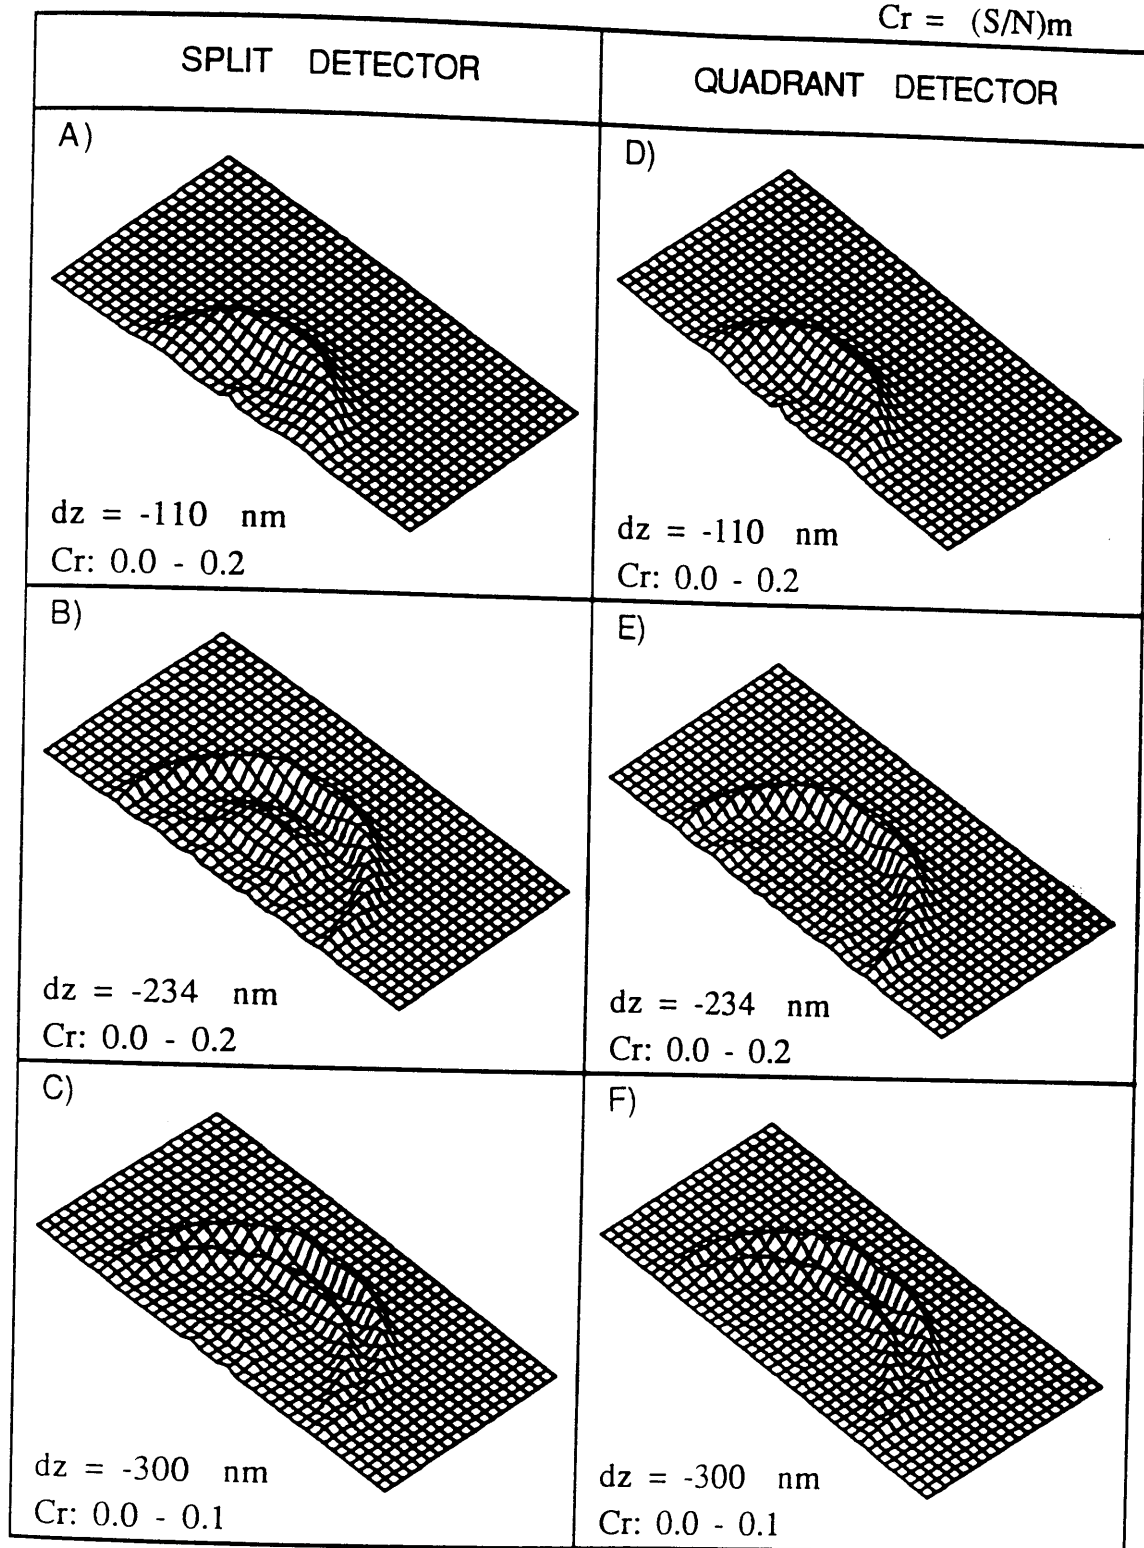 Cr = (S/N)m
SPLIT DETECTOR
QUADRANT DETECTOR
A)
dz = -110 nm
Cr: 0.0 - 0.2
D)
dz = -110 nm
Cr: 0.0 - 0.2
B)
dz = -234 nm
Cr: 0.0 - 0.2
E)
dz = -234 nm
Cr: 0.0 - 0.2
C)
dz = -300 nm
Cr: 0.0 - 0.1
F)
dz = -300 nm
Cr: 0.0 - 0.1